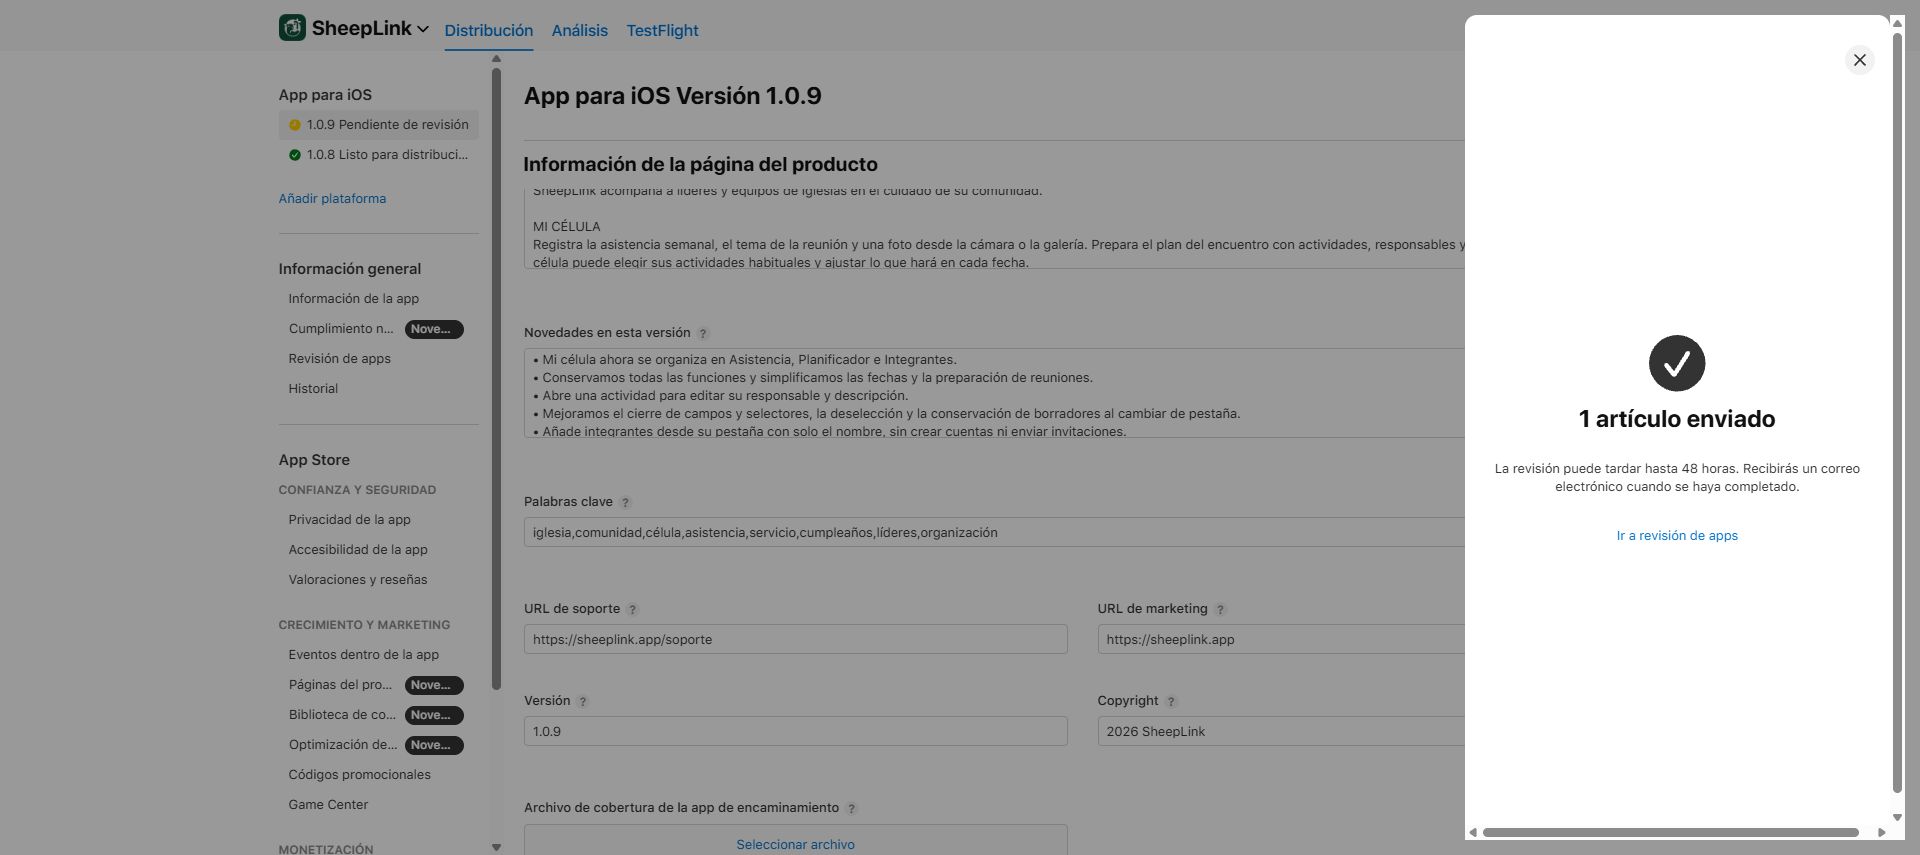 SheepLink
Distribución
Análisis
TestFlight
App para iOS
1.0.9 Pendiente de revisión
1.0.8 Listo para distribuci...
Añadir plataforma
Información general
Información de la app
Cumplimiento n...
Nove...
Revisión de apps
Historial
App Store
CONFIANZA Y SEGURIDAD
Privacidad de la app
Accesibilidad de la app
Valoraciones y reseñas
CRECIMIENTO Y MARKETING
Eventos dentro de la app
Páginas del pro...
Nove...
Biblioteca de co...
Nove...
Optimización de...
Nove...
Códigos promocionales
Game Center
MONETIZACIÓN
App para iOS Versión 1.0.9
Información de la página del producto
SheepLink acompaña a líderes y equipos de iglesias en el cuidado de su comunidad.
MI CÉLULA
Registra la asistencia semanal, el tema de la reunión y una foto desde la cámara o la galería. Prepara el plan del encuentro con actividades, responsables y
célula puede elegir sus actividades habituales y ajustar lo que hará en cada fecha.
Novedades en esta versión ?
• Mi célula ahora se organiza en Asistencia, Planificador e Integrantes.
• Conservamos todas las funciones y simplificamos las fechas y la preparación de reuniones.
• Abre una actividad para editar su responsable y descripción.
• Mejoramos el cierre de campos y selectores, la deselección y la conservación de borradores al cambiar de pestaña.
• Añade integrantes desde su pestaña con solo el nombre, sin crear cuentas ni enviar invitaciones.
Palabras clave ?
iglesia,comunidad,célula,asistencia,servicio,cumpleaños,líderes,organización
URL de soporte ?
https://sheeplink.app/soporte
URL de marketing ?
https://sheeplink.app
Versión ?
1.0.9
Copyright ?
2026 SheepLink
Archivo de cobertura de la app de encaminamiento ?
Seleccionar archivo
1 artículo enviado
La revisión puede tardar hasta 48 horas. Recibirás un correo
electrónico cuando se haya completado.
Ir a revisión de apps